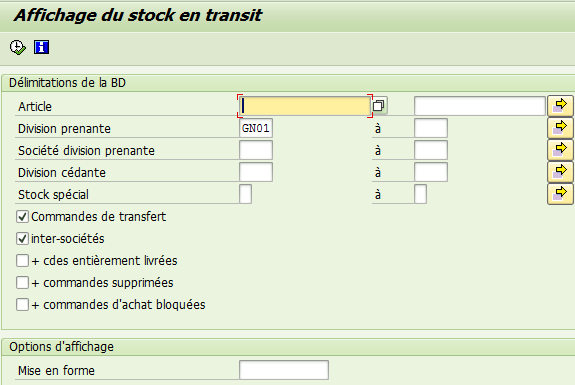 Affichage du stock en transit
Délimitations de la BD
Article
Division prenante GN01 à
Société division prenante à
Division cédante à
Stock spécial à
Commandes de transfert
inter-sociétés
+ cdes entièrement livrées
+ commandes supprimées
+ commandes d'achat bloquées
Options d'affichage
Mise en forme